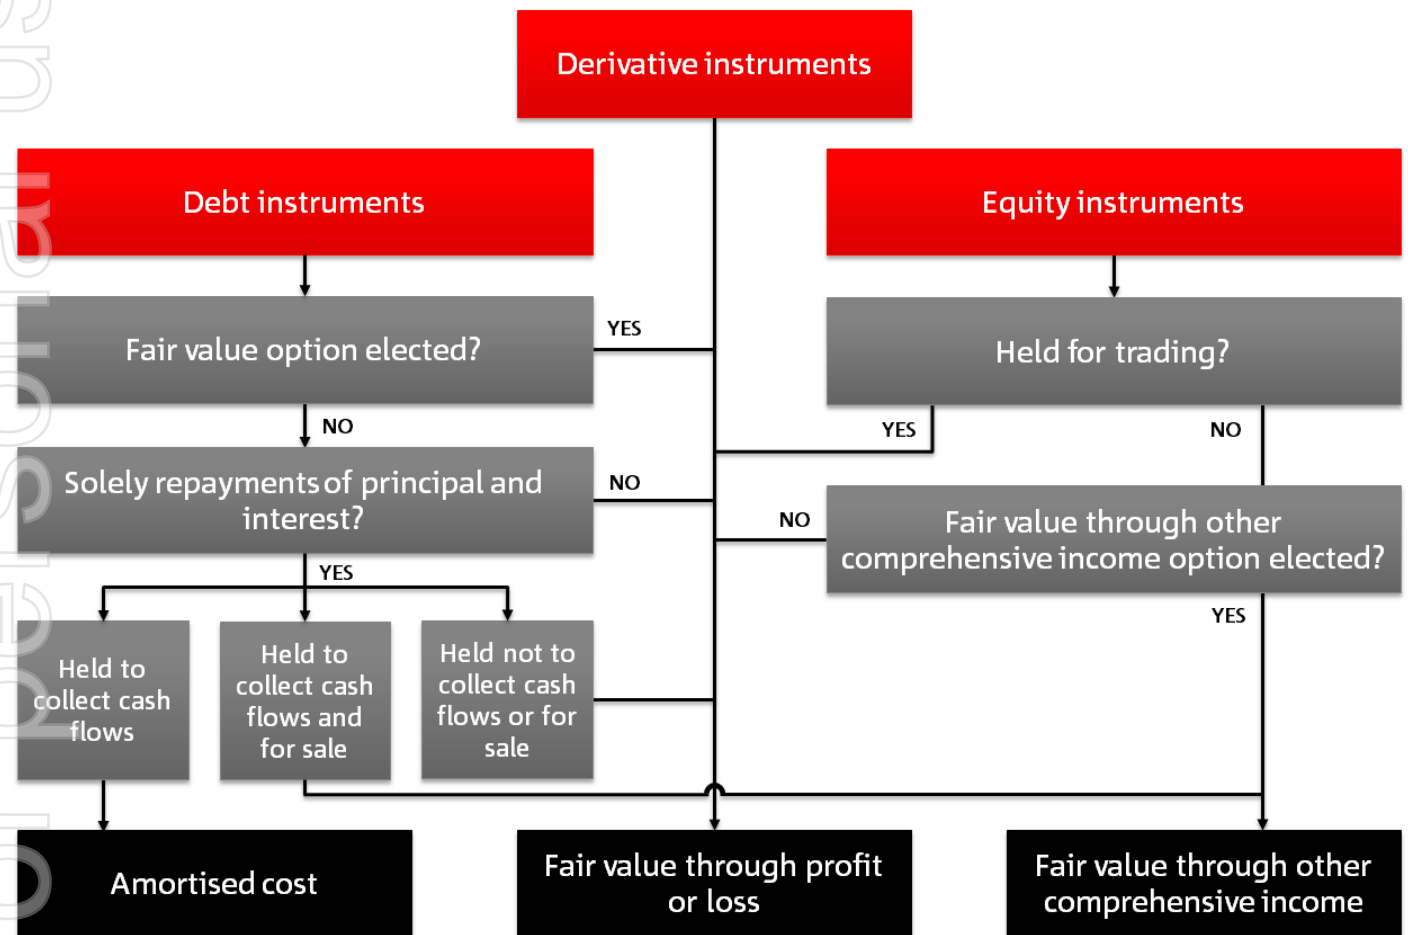 Derivative instruments
Debt instruments
Equity instruments
Fair value option elected?
YES
Held for trading?
NO
YES
NO
Solely repayments of principal and
interest?
NO
NO
Fair value through other
comprehensive income option elected?
YES
YES
Held to
collect cash
flows
Held to
collect cash
flows and
for sale
Held not to
collect cash
flows or for
sale
Amortised cost
Fair value through profit
or loss
Fair value through other
comprehensive income
personal